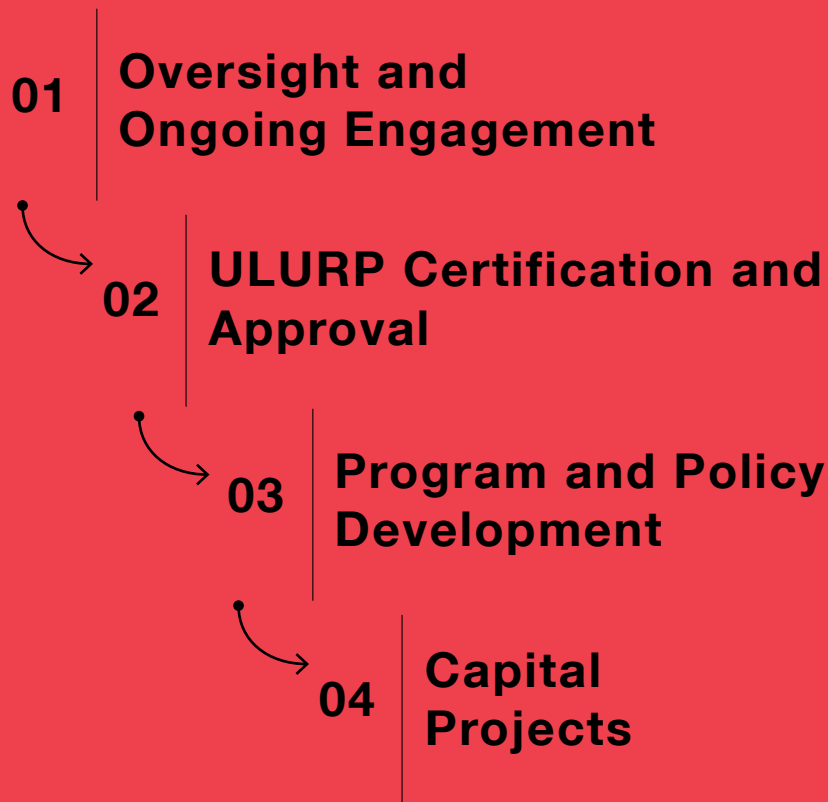 01
Oversight and
Ongoing Engagement
02
ULURP Certification and
Approval
03
Program and Policy
Development
04
Capital
Projects